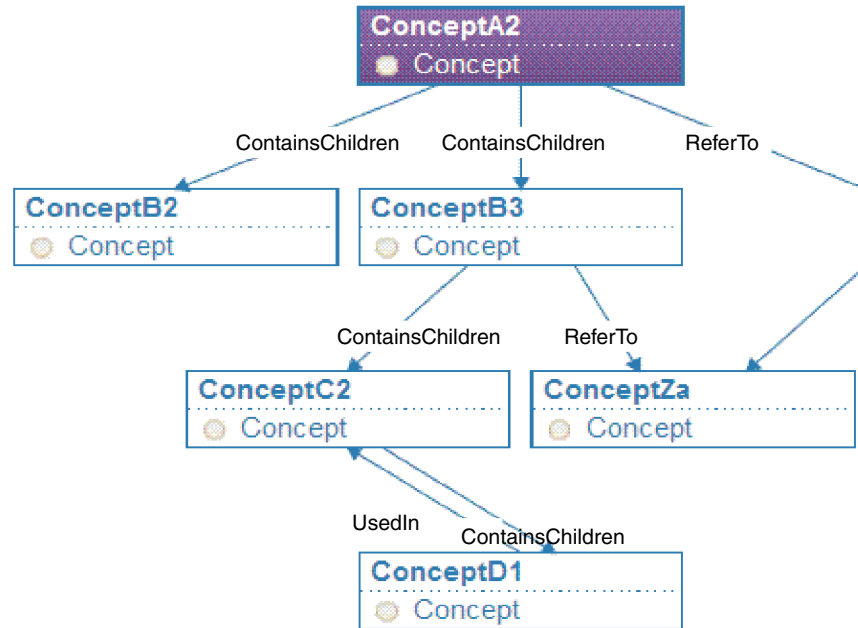 ConceptA2
Concept
ContainsChildren
ContainsChildren
ReferTo
ConceptB2
Concept
ConceptB3
Concept
ContainsChildren
ReferTo
ConceptC2
Concept
ConceptZa
Concept
UsedIn
ContainsChildren
ConceptD1
Concept